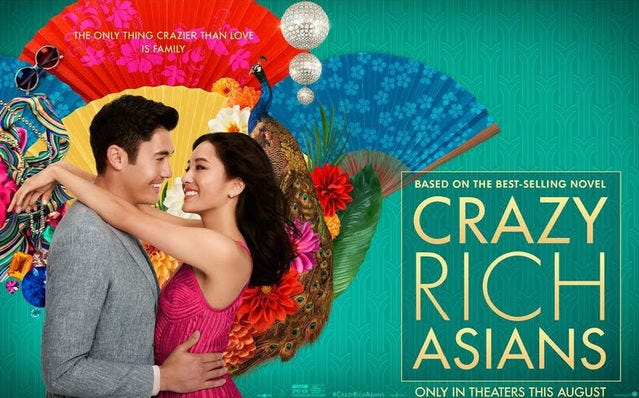 THE ONLY THING CRAZIER THAN LOVE
IS FAMILY
BASED ON THE BEST-SELLING NOVEL
CRAZY
RICH
ASIANS
ONLY IN THEATERS THIS AUGUST
#CRAZYRICHASIANS